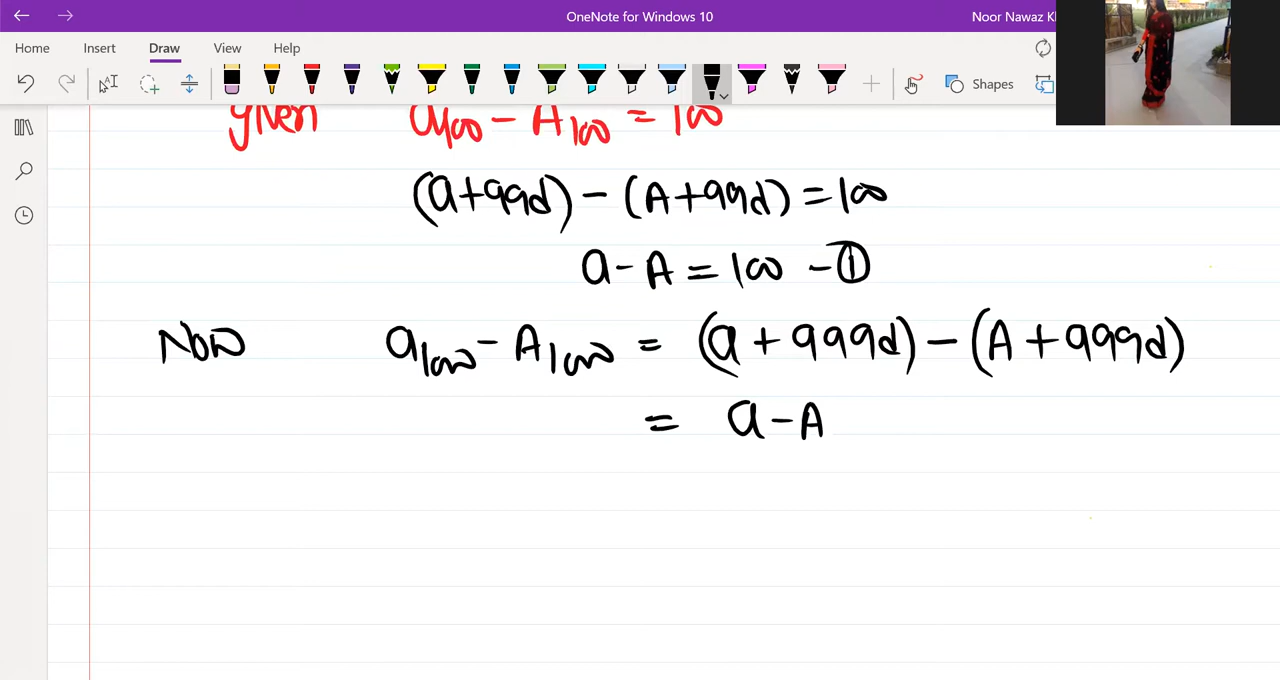 OneNote for Windows 10
Noor Nawaz Kh
Home Insert Draw View Help
Shapes
given a100 - A100 = 100
(a+99d) - (A+99d) = 100
a - A = 100 - ①
Now a1000 - A1000 = (a + 999d) - (A + 999d)
= a - A